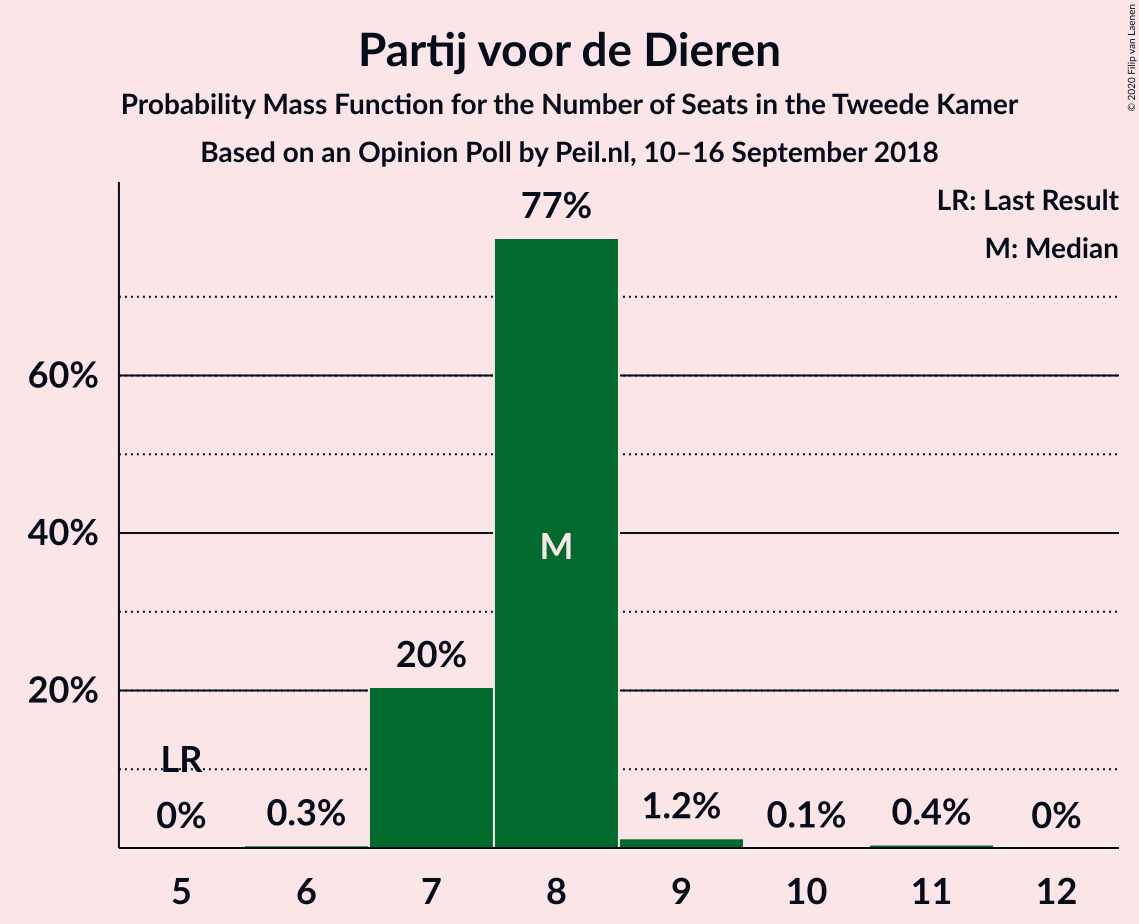 Partij voor de Dieren
Probability Mass Function for the Number of Seats in the Tweede Kamer
Based on an Opinion Poll by Peil.nl, 10–16 September 2018
© 2020 Filip van Laenen
LR: Last Result
M: Median
77%
60%
40%
M
20%
20%
LR
0%
0.3%
1.2%
0.1%
0.4%
0%
5 6 7 8 9 10 11 12